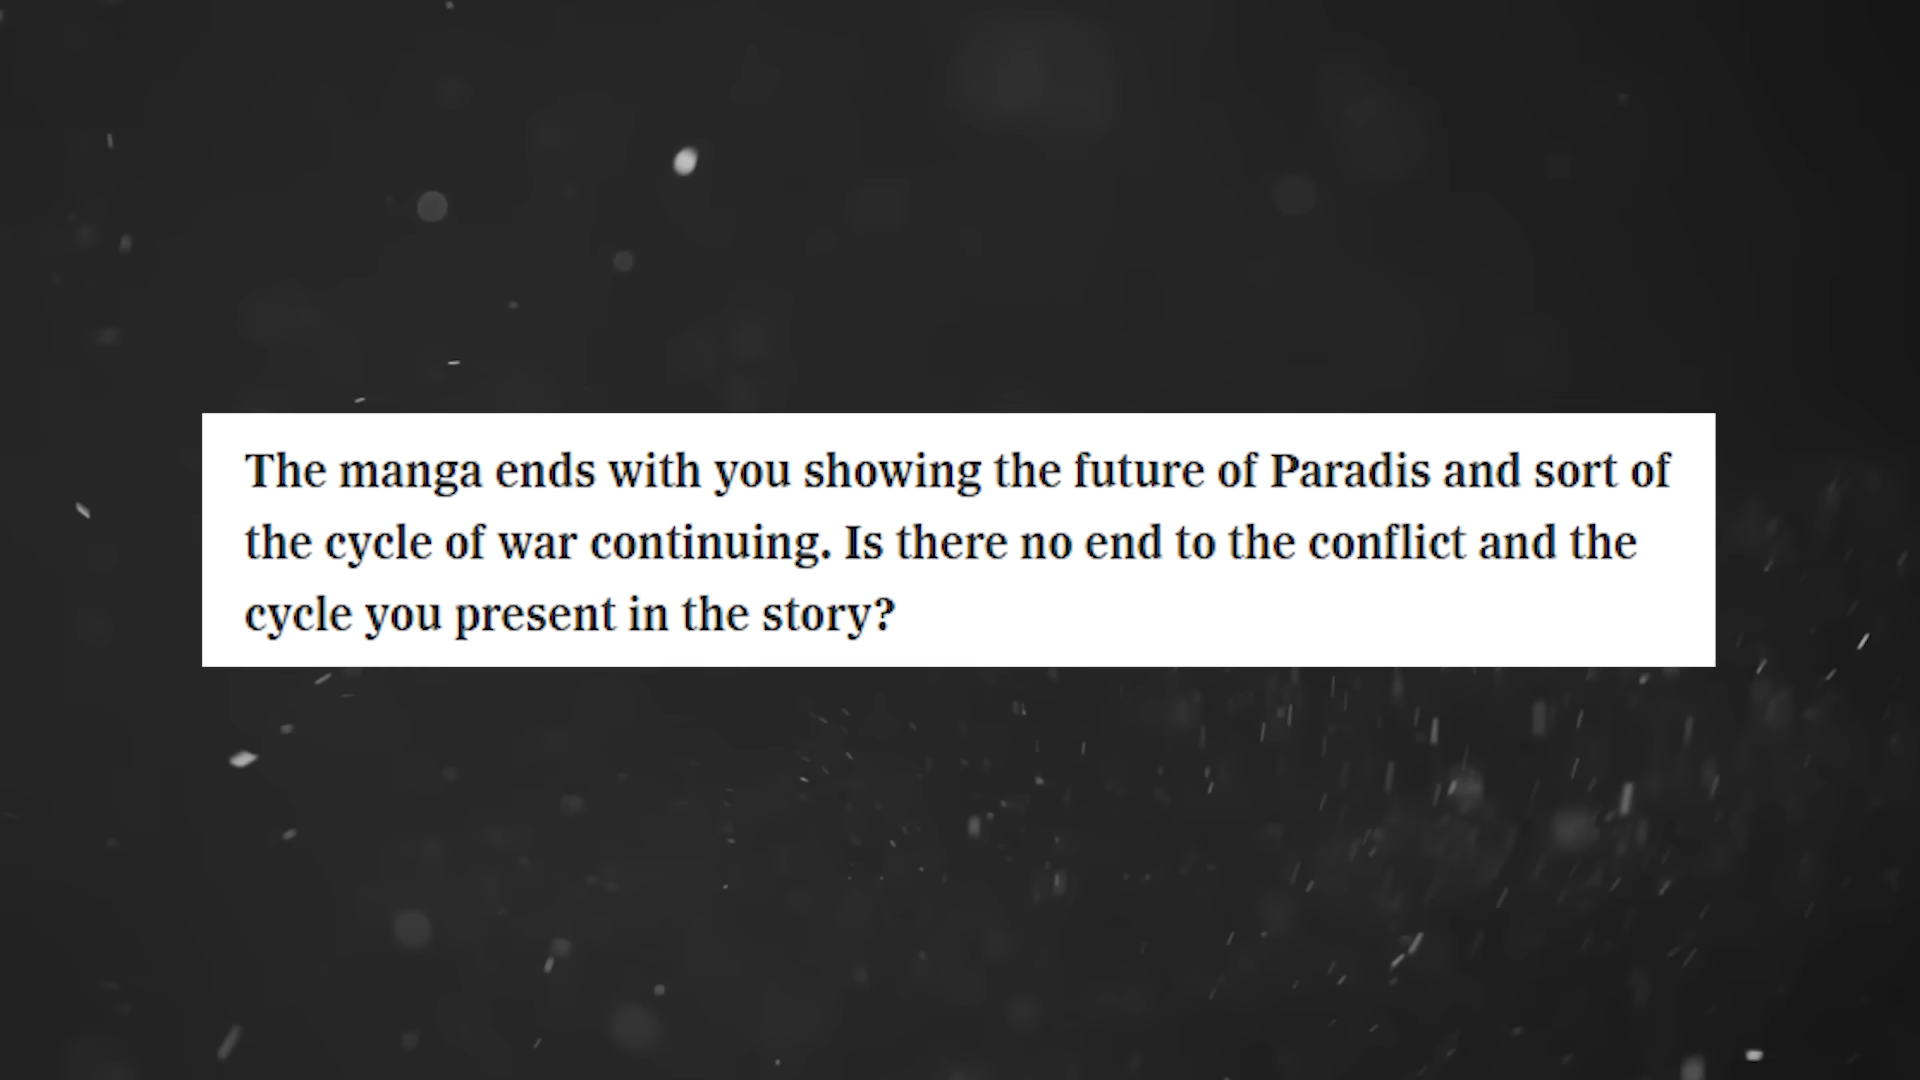 The manga ends with you showing the future of Paradis and sort of
the cycle of war continuing. Is there no end to the conflict and the
cycle you present in the story?